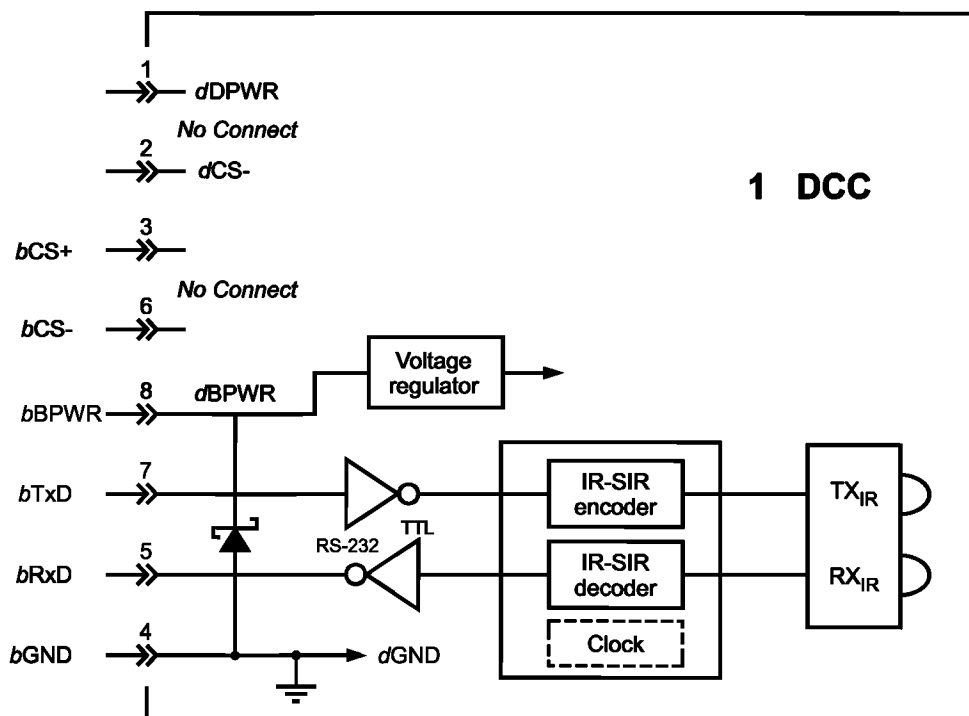 1
dDPWR
No Connect
2
dCS-
1 DCC
3
bCS+
No Connect
6
bCS-
Voltage
regulator
8
dBPWR
bBPWR
7
bTxD
IR-SIR
encoder
TXIR
TTL
RS-232
5
bRxD
IR-SIR
decoder
RXIR
4
bGND
dGND
Clock